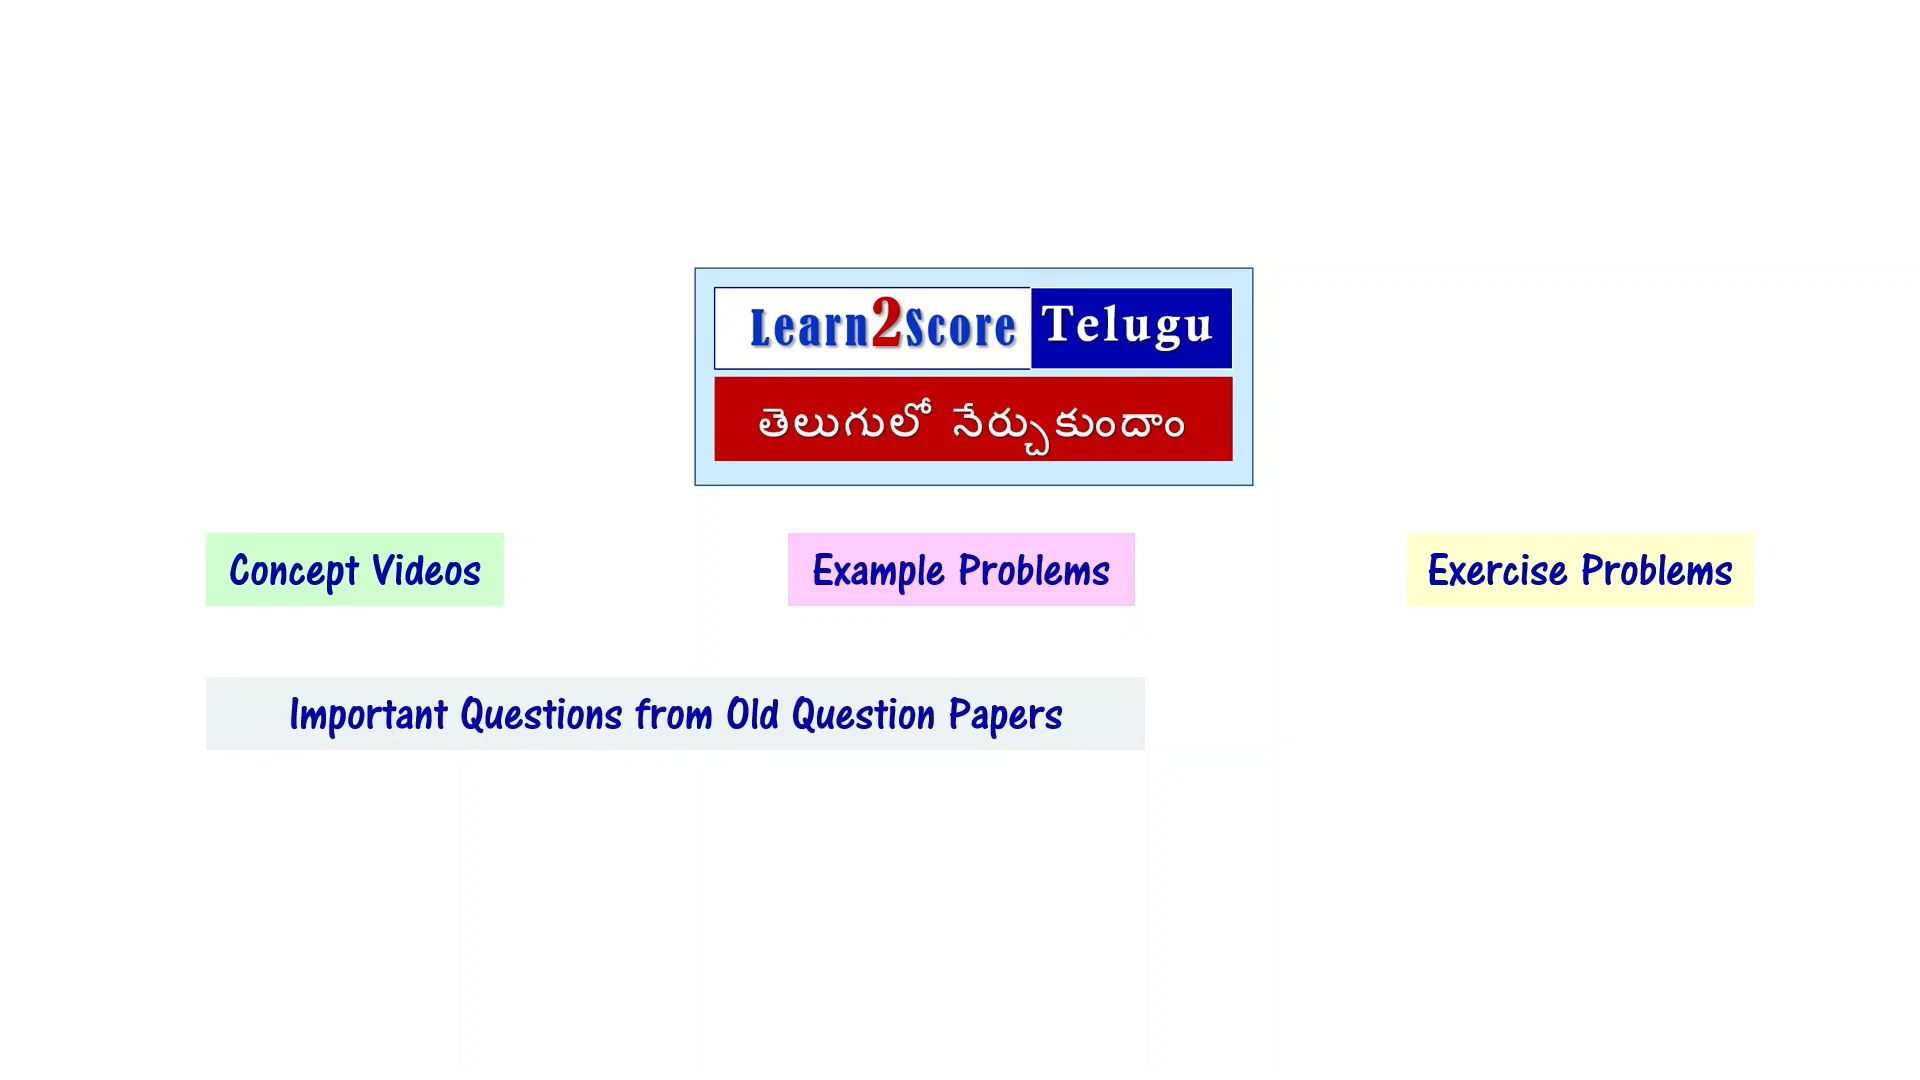 Learn2Score Telugu
తెలుగులో నేర్చుకుందాం
Concept Videos Example Problems Exercise Problems
Important Questions from Old Question Papers